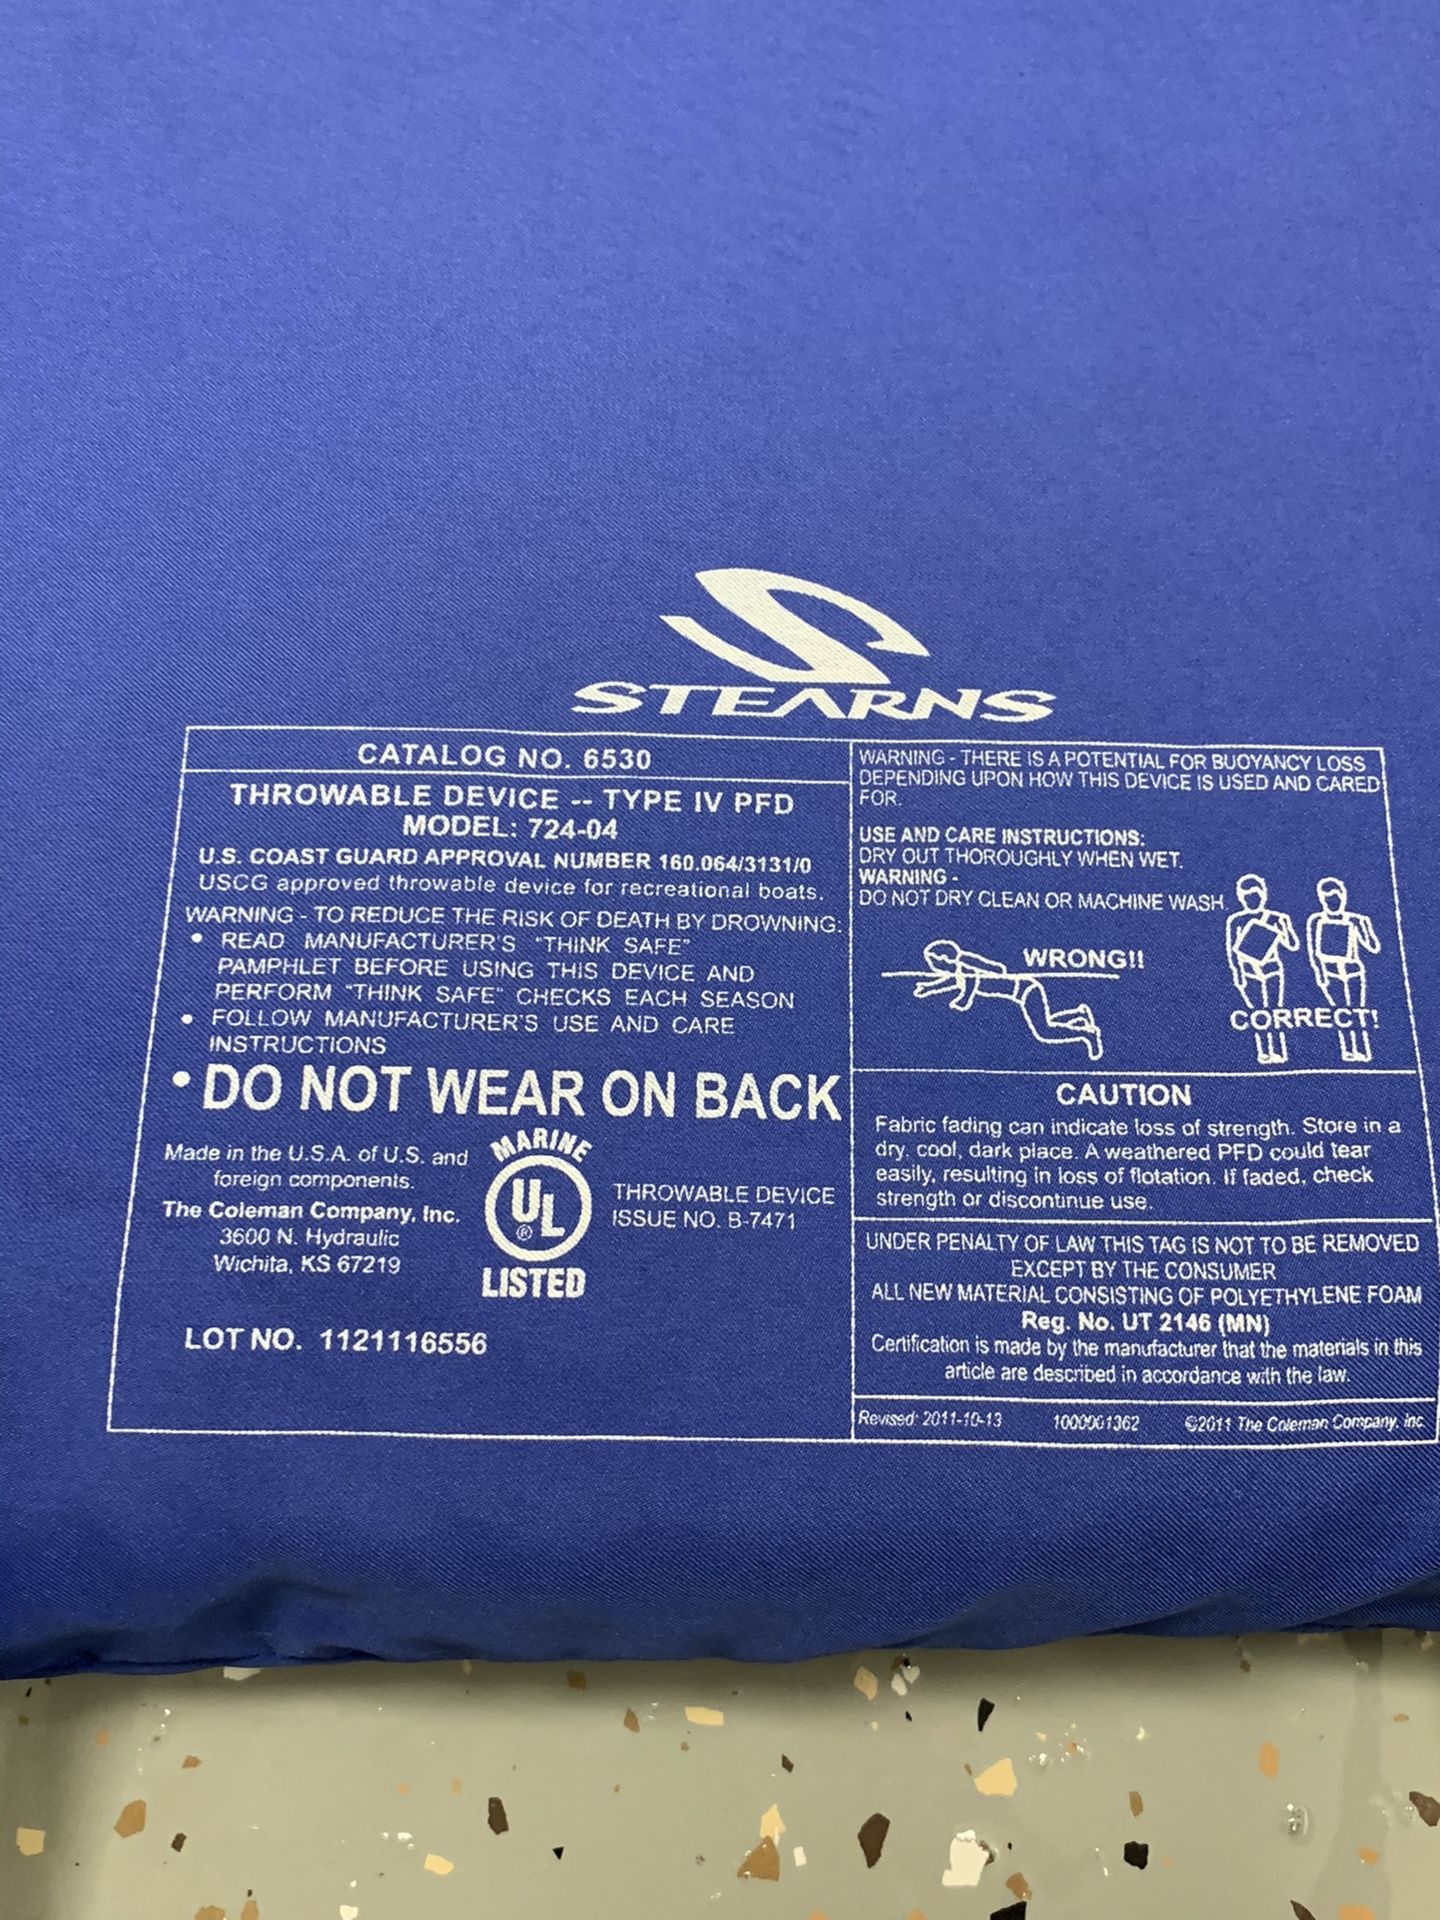 STEARNS
CATALOG NO. 6530
THROWABLE DEVICE -- TYPE IV PFD
MODEL: 724-04
U.S. COAST GUARD APPROVAL NUMBER 160.064/3131/0
USCG approved throwable device for recreational boats.
WARNING - TO REDUCE THE RISK OF DEATH BY DROWNING:
• READ MANUFACTURER'S "THINK SAFE"
PAMPHLET BEFORE USING THIS DEVICE AND
PERFORM "THINK SAFE" CHECKS EACH SEASON
• FOLLOW MANUFACTURER'S USE AND CARE
INSTRUCTIONS
• DO NOT WEAR ON BACK
Made in the U.S.A. of U.S. and
foreign components.
The Coleman Company, Inc.
3600 N. Hydraulic
Wichita, KS 67219
MARINE
UL
®
LISTED
THROWABLE DEVICE
ISSUE NO. B-7471
LOT NO. 1121116556
WARNING - THERE IS A POTENTIAL FOR BUOYANCY LOSS
DEPENDING UPON HOW THIS DEVICE IS USED AND CARED
FOR.
USE AND CARE INSTRUCTIONS:
DRY OUT THOROUGHLY WHEN WET.
WARNING -
DO NOT DRY CLEAN OR MACHINE WASH.
WRONG!!
CORRECT!
CAUTION
Fabric fading can indicate loss of strength. Store in a
dry, cool, dark place. A weathered PFD could tear
easily, resulting in loss of flotation. If faded, check
strength or discontinue use.
UNDER PENALTY OF LAW THIS TAG IS NOT TO BE REMOVED
EXCEPT BY THE CONSUMER
ALL NEW MATERIAL CONSISTING OF POLYETHYLENE FOAM
Reg. No. UT 2146 (MN)
Certification is made by the manufacturer that the materials in this
article are described in accordance with the law.
Revised: 2011-10-13 1000001362 ©2011 The Coleman Company, Inc